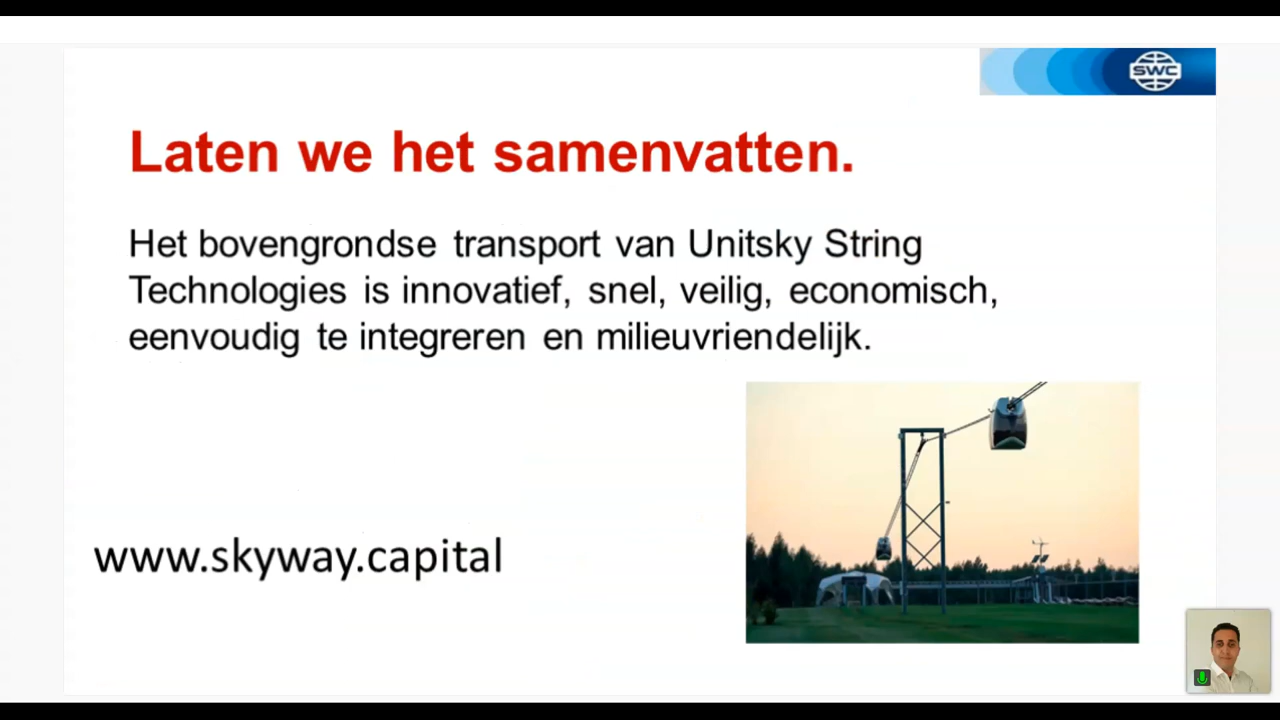 SWC
Laten we het samenvatten.
Het bovengrondse transport van Unitsky String
Technologies is innovatief, snel, veilig, economisch,
eenvoudig te integreren en milieuvriendelijk.
www.skyway.capital